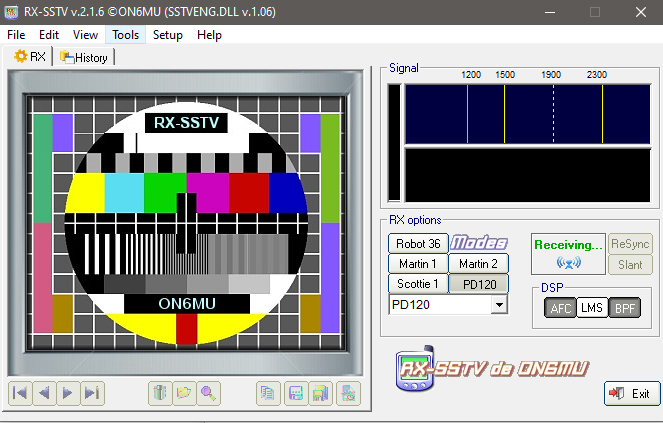 RX-SSTV v.2.1.6 ©ON6MU (SSTVENG.DLL v.1.06)
File Edit View Tools Setup Help
RX History
Signal
1200 1500 1900 2300
RX-SSTV
ON6MU
RX options
Robot 36 Modes
Martin 1 Martin 2
Scottie 1 PD120
PD120
Receiving...
ReSync
Slant
DSP
AFC LMS BPF
RX-SSTV da ON6MU
Exit